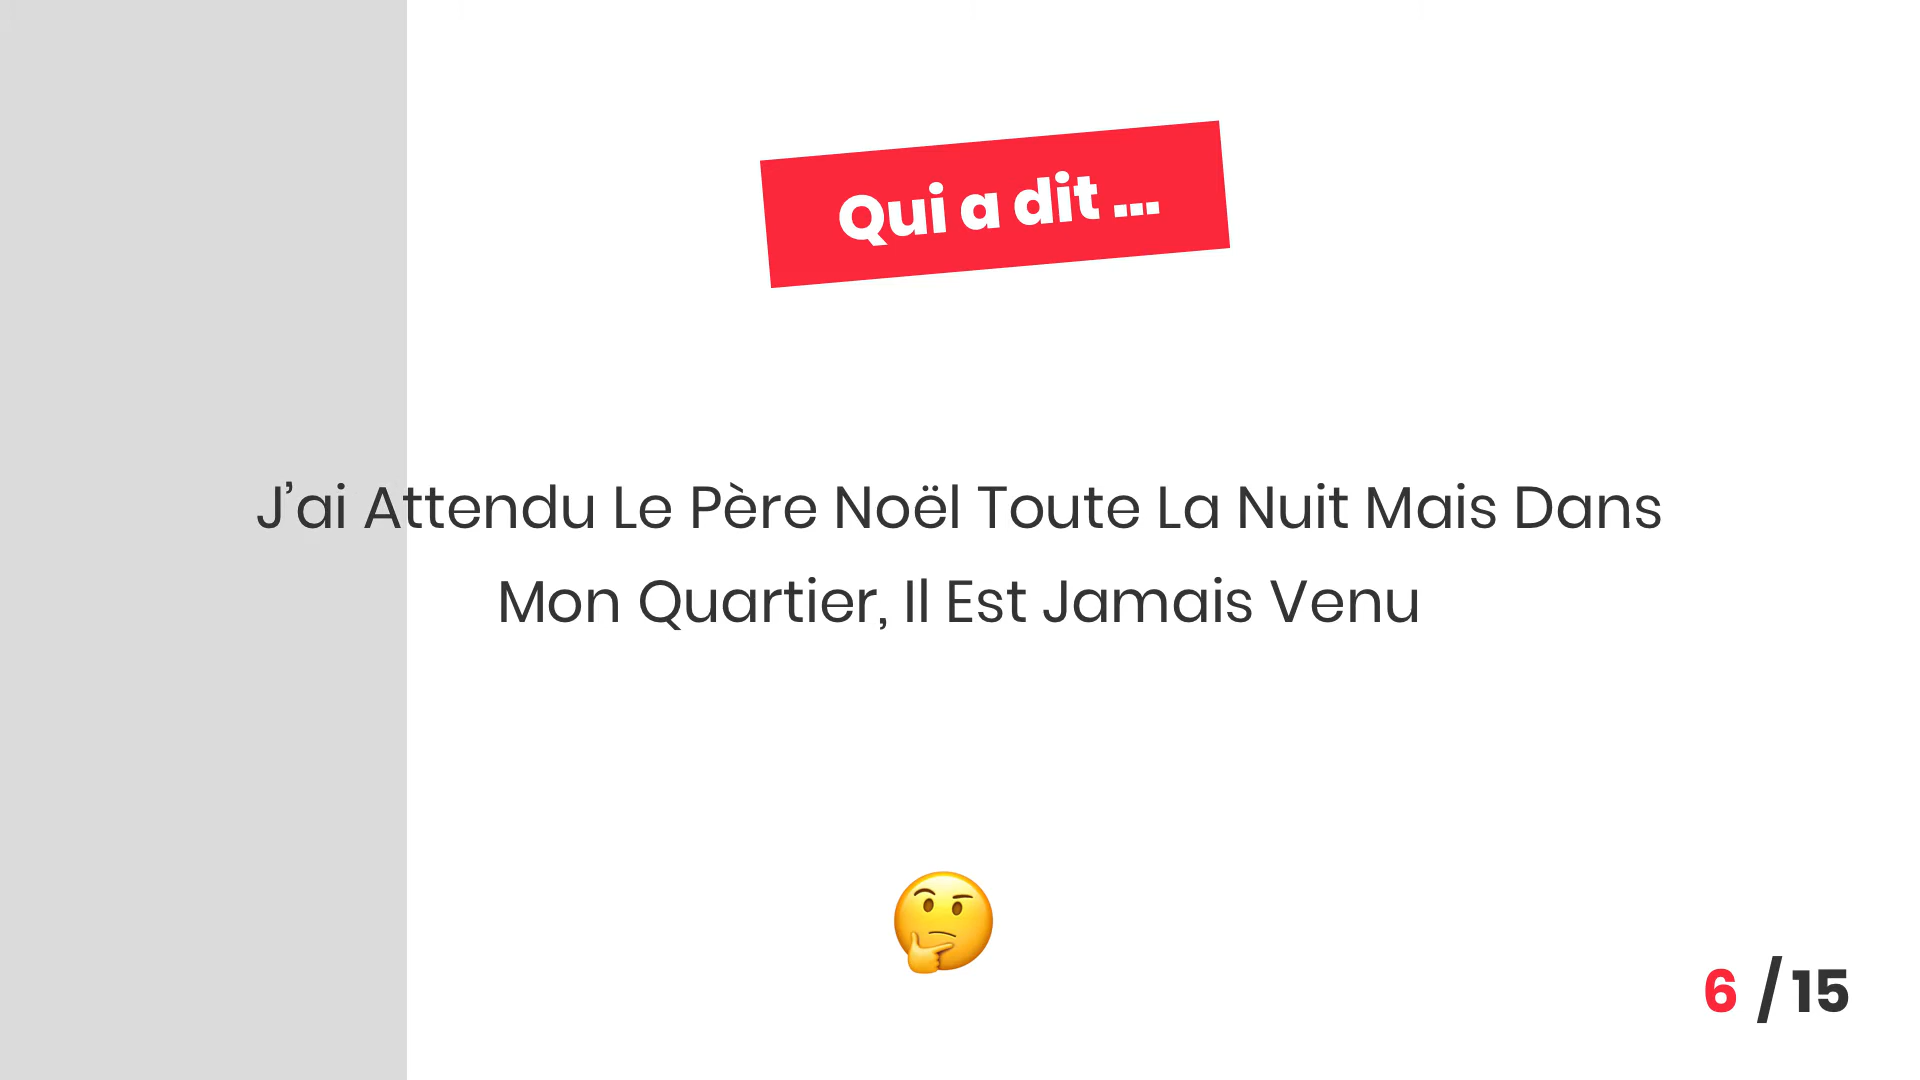 Qui a dit ...
J’ai Attendu Le Père Noël Toute La Nuit Mais Dans
Mon Quartier, Il Est Jamais Venu
6 / 15